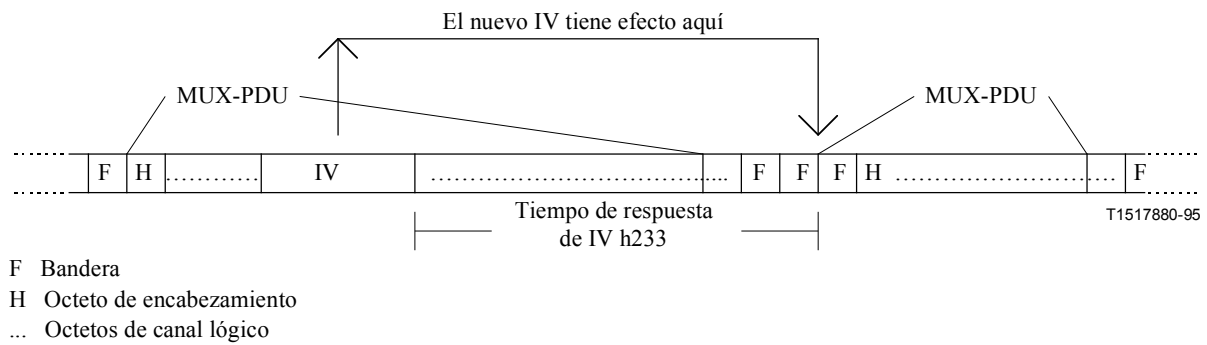 El nuevo IV tiene efecto aquí
MUX-PDU MUX-PDU
F H ………… IV ………………………………… ...... F F F H ……………………… …. F
Tiempo de respuesta
de IV h233
T1517880-95
F Bandera
H Octeto de encabezamiento
... Octetos de canal lógico